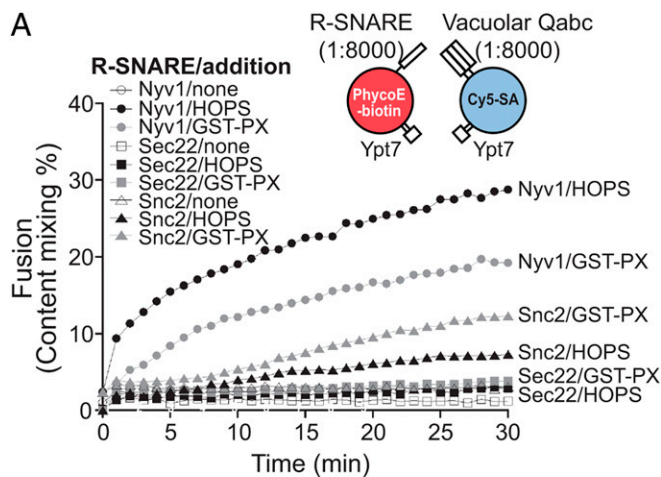 A
R-SNARE
(1:8000)
Vacuolar Qabc
(1:8000)
PhycoE
-biotin
Cy5-SA
Ypt7
Ypt7
R-SNARE/addition
Nyv1/none
Nyv1/HOPS
Nyv1/GST-PX
Sec22/none
Sec22/HOPS
Sec22/GST-PX
Snc2/none
Snc2/HOPS
Snc2/GST-PX
Nyv1/HOPS
Nyv1/GST-PX
Snc2/GST-PX
Snc2/HOPS
Sec22/GST-PX
Sec22/HOPS
Fusion
(Content mixing %)
40
30
20
10
0
0
5
10
15
20
25
30
Time (min)